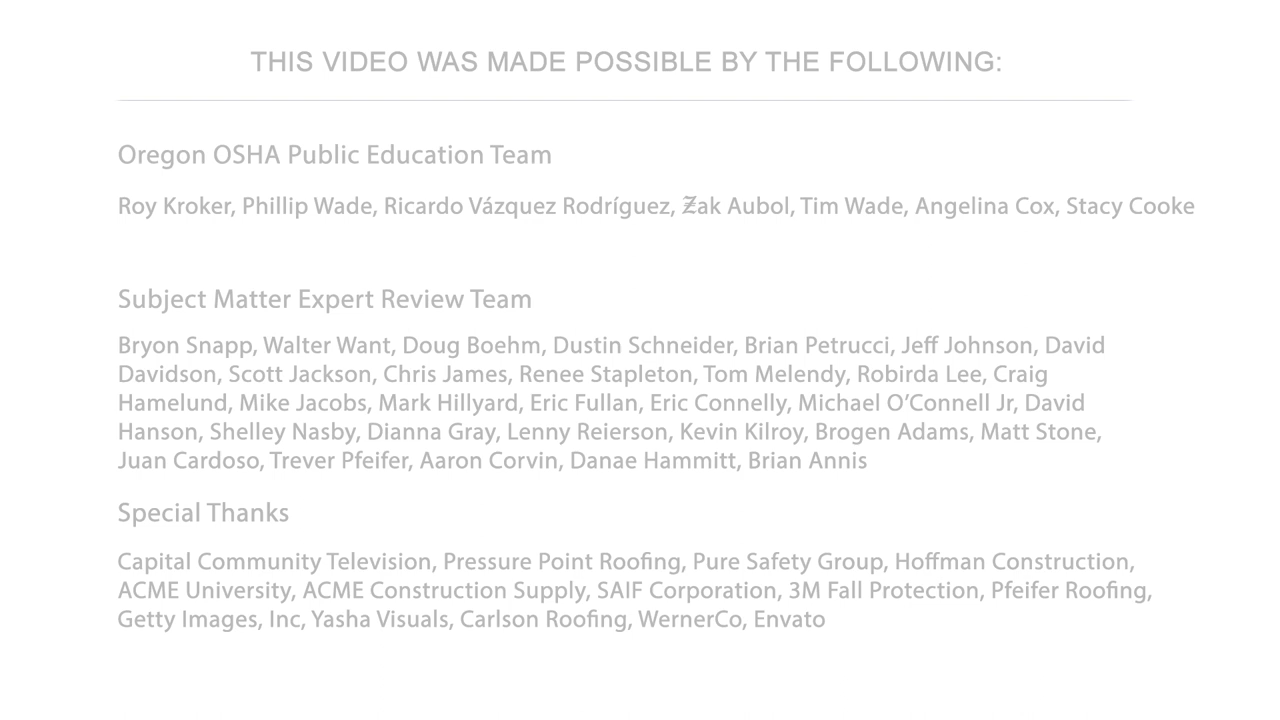 THIS VIDEO WAS MADE POSSIBLE BY THE FOLLOWING:
Oregon OSHA Public Education Team
Roy Kroker, Phillip Wade, Ricardo Vázquez Rodríguez, Ƶak Aubol, Tim Wade, Angelina Cox, Stacy Cooke
Subject Matter Expert Review Team
Bryon Snapp, Walter Want, Doug Boehm, Dustin Schneider, Brian Petrucci, Jeff Johnson, David
Davidson, Scott Jackson, Chris James, Renee Stapleton, Tom Melendy, Robirda Lee, Craig
Hamelund, Mike Jacobs, Mark Hillyard, Eric Fullan, Eric Connelly, Michael O’Connell Jr, David
Hanson, Shelley Nasby, Dianna Gray, Lenny Reierson, Kevin Kilroy, Brogen Adams, Matt Stone,
Juan Cardoso, Trever Pfeifer, Aaron Corvin, Danae Hammitt, Brian Annis
Special Thanks
Capital Community Television, Pressure Point Roofing, Pure Safety Group, Hoffman Construction,
ACME University, ACME Construction Supply, SAIF Corporation, 3M Fall Protection, Pfeifer Roofing,
Getty Images, Inc, Yasha Visuals, Carlson Roofing, WernerCo, Envato